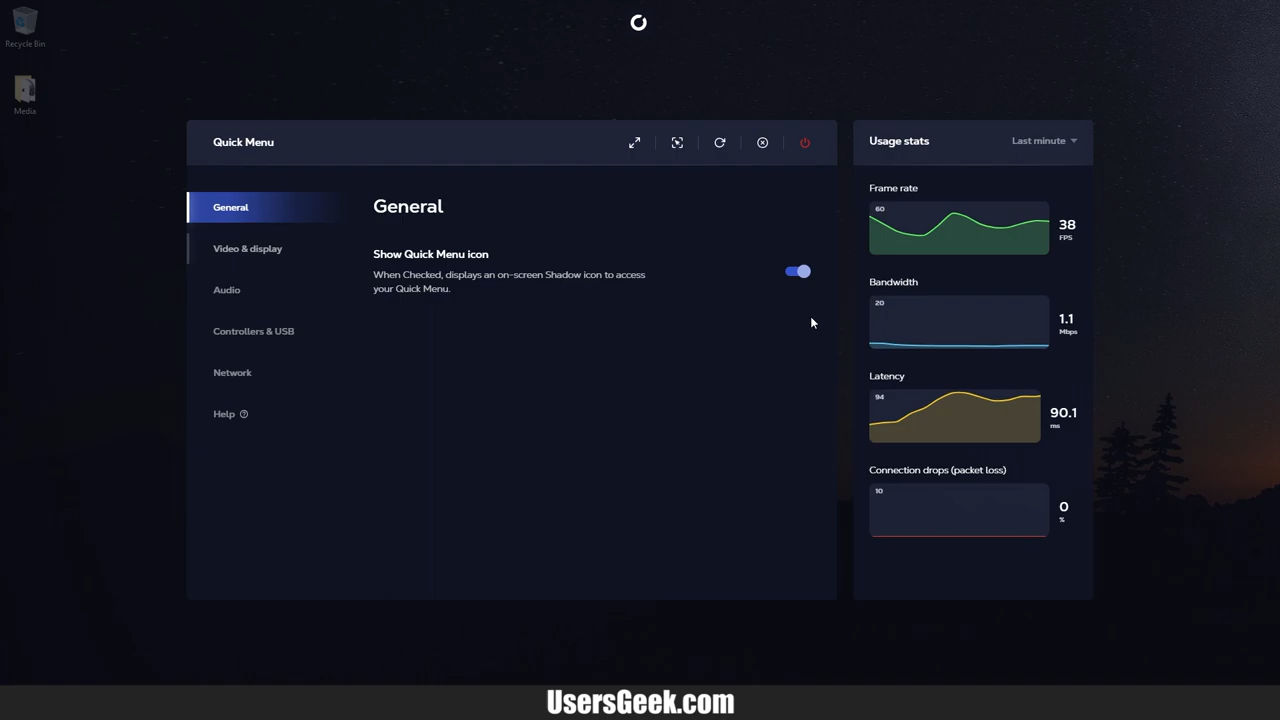 Recycle Bin
Media
Quick Menu
General
Video & display
Audio
Controllers & USB
Network
Help
General
Show Quick Menu icon
When Checked, displays an on-screen Shadow icon to access
your Quick Menu.
Usage stats
Last minute
Frame rate
60
38
FPS
Bandwidth
20
1.1
Mbps
Latency
94
90.1
ms
Connection drops (packet loss)
10
0
%
UsersGeek.com